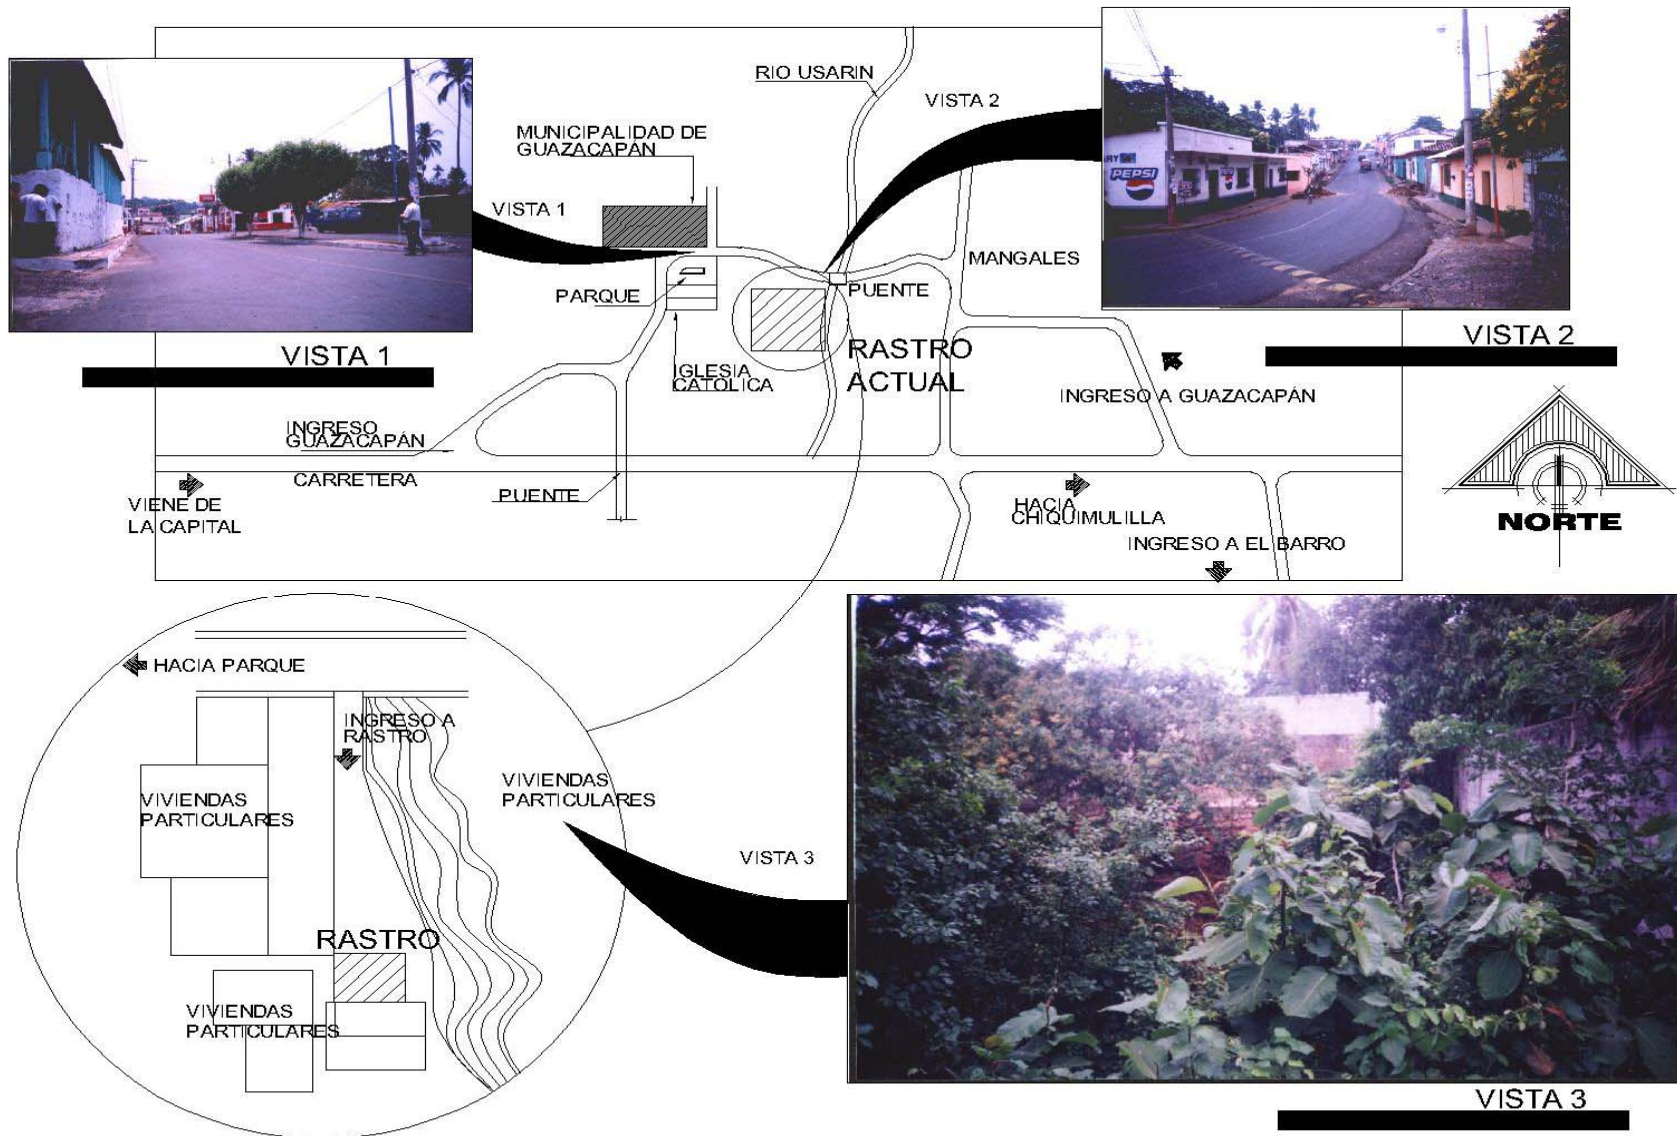 RIO USARIN
VISTA 2
MUNICIPALIDAD DE
GUAZACAPÁN
VISTA 1
PEPSI
PARQUE
PUENTE
MANGALES
VISTA 1
VISTA 2
IGLESIA
CATOLICA
RASTRO
ACTUAL
INGRESO A GUAZACAPÁN
INGRESO
GUAZACAPÁN
CARRETERA
PUENTE
VIENE DE
LA CAPITAL
HACIA
CHIQUIMULILLA
INGRESO A EL BARRO
NORTE
HACIA PARQUE
INGRESO A
RASTRO
VIVIENDAS
PARTICULARES
VIVIENDAS
PARTICULARES
VISTA 3
RASTRO
VIVIENDAS
PARTICULARES
VISTA 3